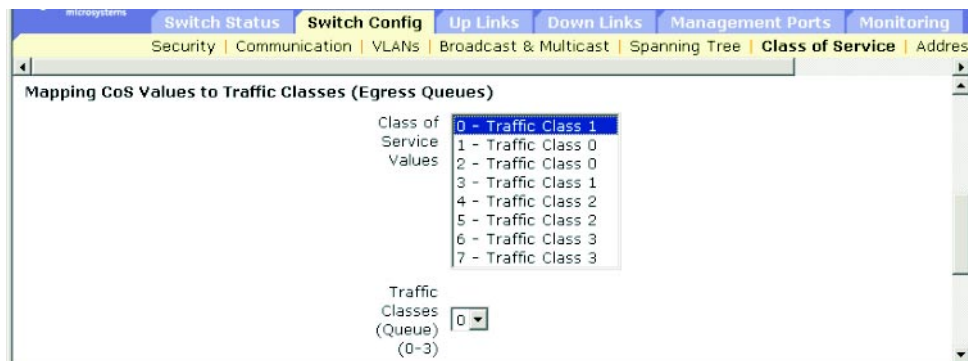 microsystems
Switch Status Switch Config Up Links Down Links Management Ports Monitoring
Security | Communication | VLANs | Broadcast & Multicast | Spanning Tree | Class of Service | Addres
Mapping CoS Values to Traffic Classes (Egress Queues)
Class of
Service
Values
0 - Traffic Class 1
1 - Traffic Class 0
2 - Traffic Class 0
3 - Traffic Class 1
4 - Traffic Class 2
5 - Traffic Class 2
6 - Traffic Class 3
7 - Traffic Class 3
Traffic
Classes
(Queue)
(0-3)
0